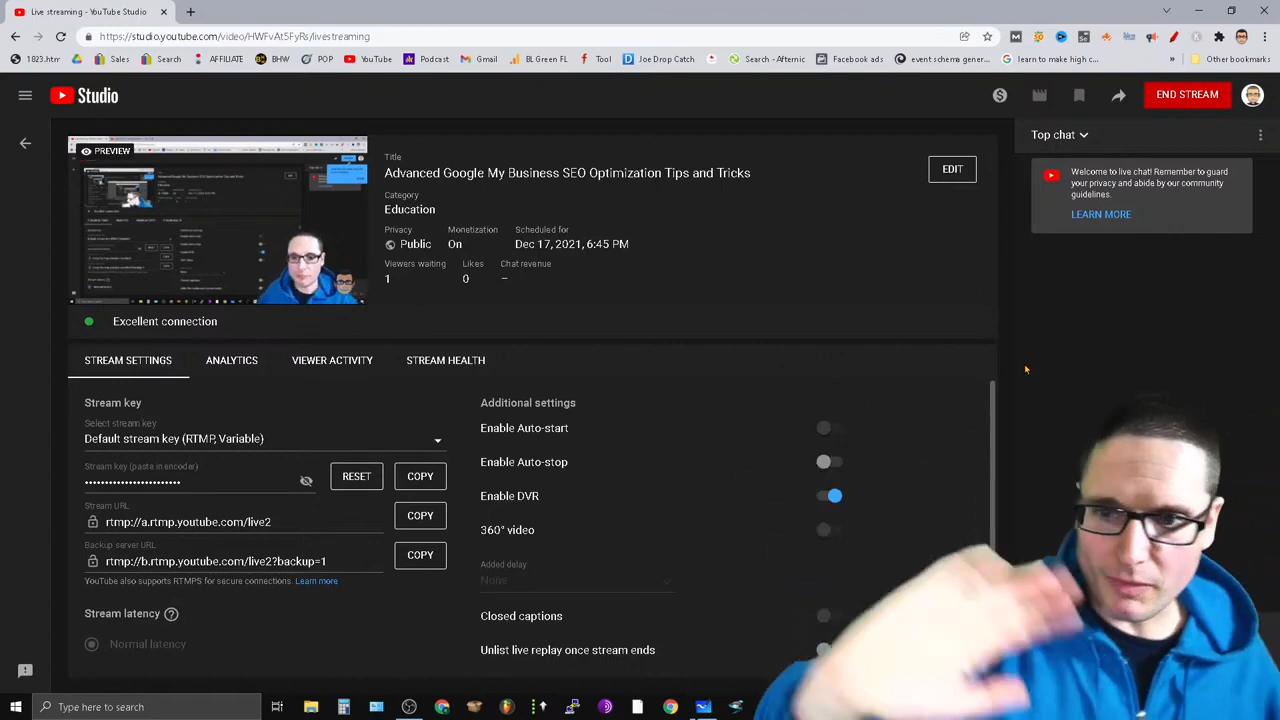 Live streaming - YouTube Studio
https://studio.youtube.com/video/HWFvAt5FyRs/livestreaming
1823.htm Sales Search AFFILIATE BHW POP YouTube Podcast Gmail BL Green FL Tool Joe Drop Catch Search - Afternic Facebook ads event schema gener... learn to make high c... » Other bookmarks
Studio
END STREAM
PREVIEW
Top chat
Title
Advanced Google My Business SEO Optimization Tips and Tricks
EDIT
Category
Education
Privacy Monetization Scheduled for
Public On Dec 17, 2021, 6:45 PM
Viewers waiting Likes Chat revenue
1 0 –
Welcome to live chat! Remember to guard
your privacy and abide by our community
guidelines.
LEARN MORE
Excellent connection
STREAM SETTINGS ANALYTICS VIEWER ACTIVITY STREAM HEALTH
Stream key
Select stream key
Default stream key (RTMP, Variable)
Stream key (paste in encoder)
RESET COPY
Stream URL
rtmp://a.rtmp.youtube.com/live2
COPY
Backup server URL
rtmp://b.rtmp.youtube.com/live2?backup=1
COPY
YouTube also supports RTMPS for secure connections. Learn more
Stream latency
Normal latency
Additional settings
Enable Auto-start
Enable Auto-stop
Enable DVR
360° video
Added delay
None
Closed captions
Unlist live replay once stream ends
Type here to search